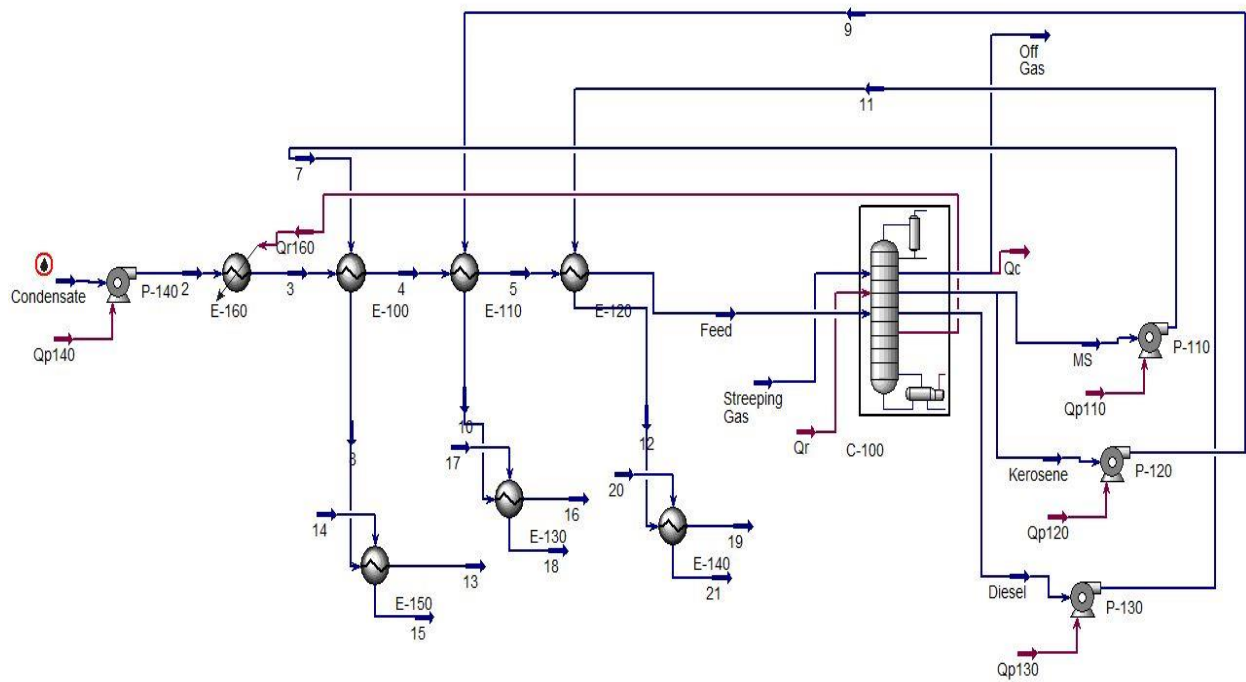 9
Off
Gas
11
7
Qr160
Qc
Condensate
P-140
2
3
4
5
E-160
E-100
E-110
E-120
Feed
Qp140
MS
P-110
Streeping
Gas
Qp110
Qr
C-100
10
12
8
17
20
Kerosene
P-120
14
16
19
Qp120
E-130
18
E-140
21
13
E-150
15
Diesel
P-130
Qp130